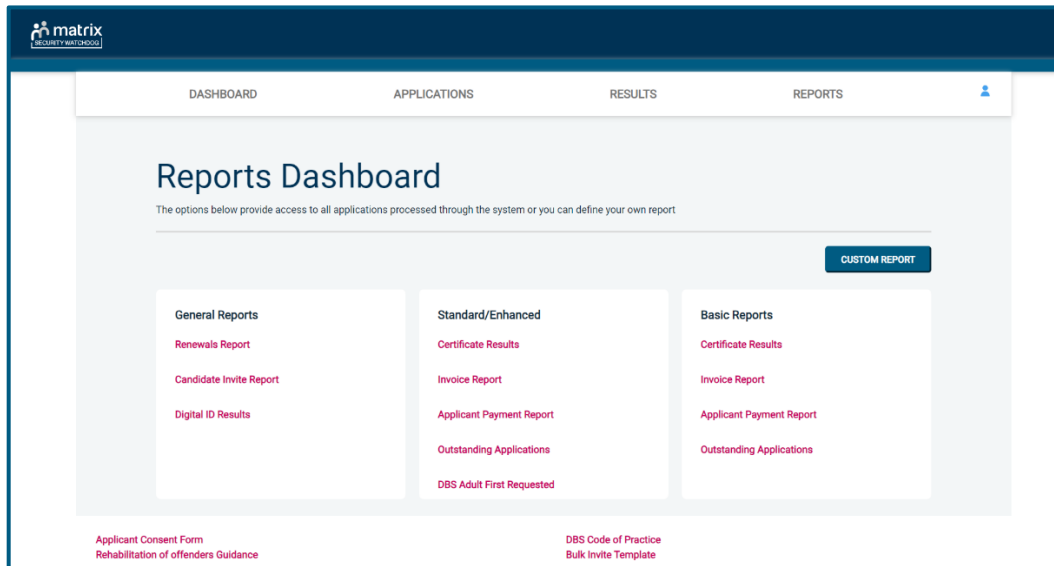 matrix
SECURITY WATCHDOG
DASHBOARD
APPLICATIONS
RESULTS
REPORTS
Reports Dashboard
The options below provide access to all applications processed through the system or you can define your own report
CUSTOM REPORT
General Reports
Renewals Report
Candidate Invite Report
Digital ID Results
Standard/Enhanced
Certificate Results
Invoice Report
Applicant Payment Report
Outstanding Applications
DBS Adult First Requested
Basic Reports
Certificate Results
Invoice Report
Applicant Payment Report
Outstanding Applications
Applicant Consent Form
Rehabilitation of offenders Guidance
DBS Code of Practice
Bulk Invite Template